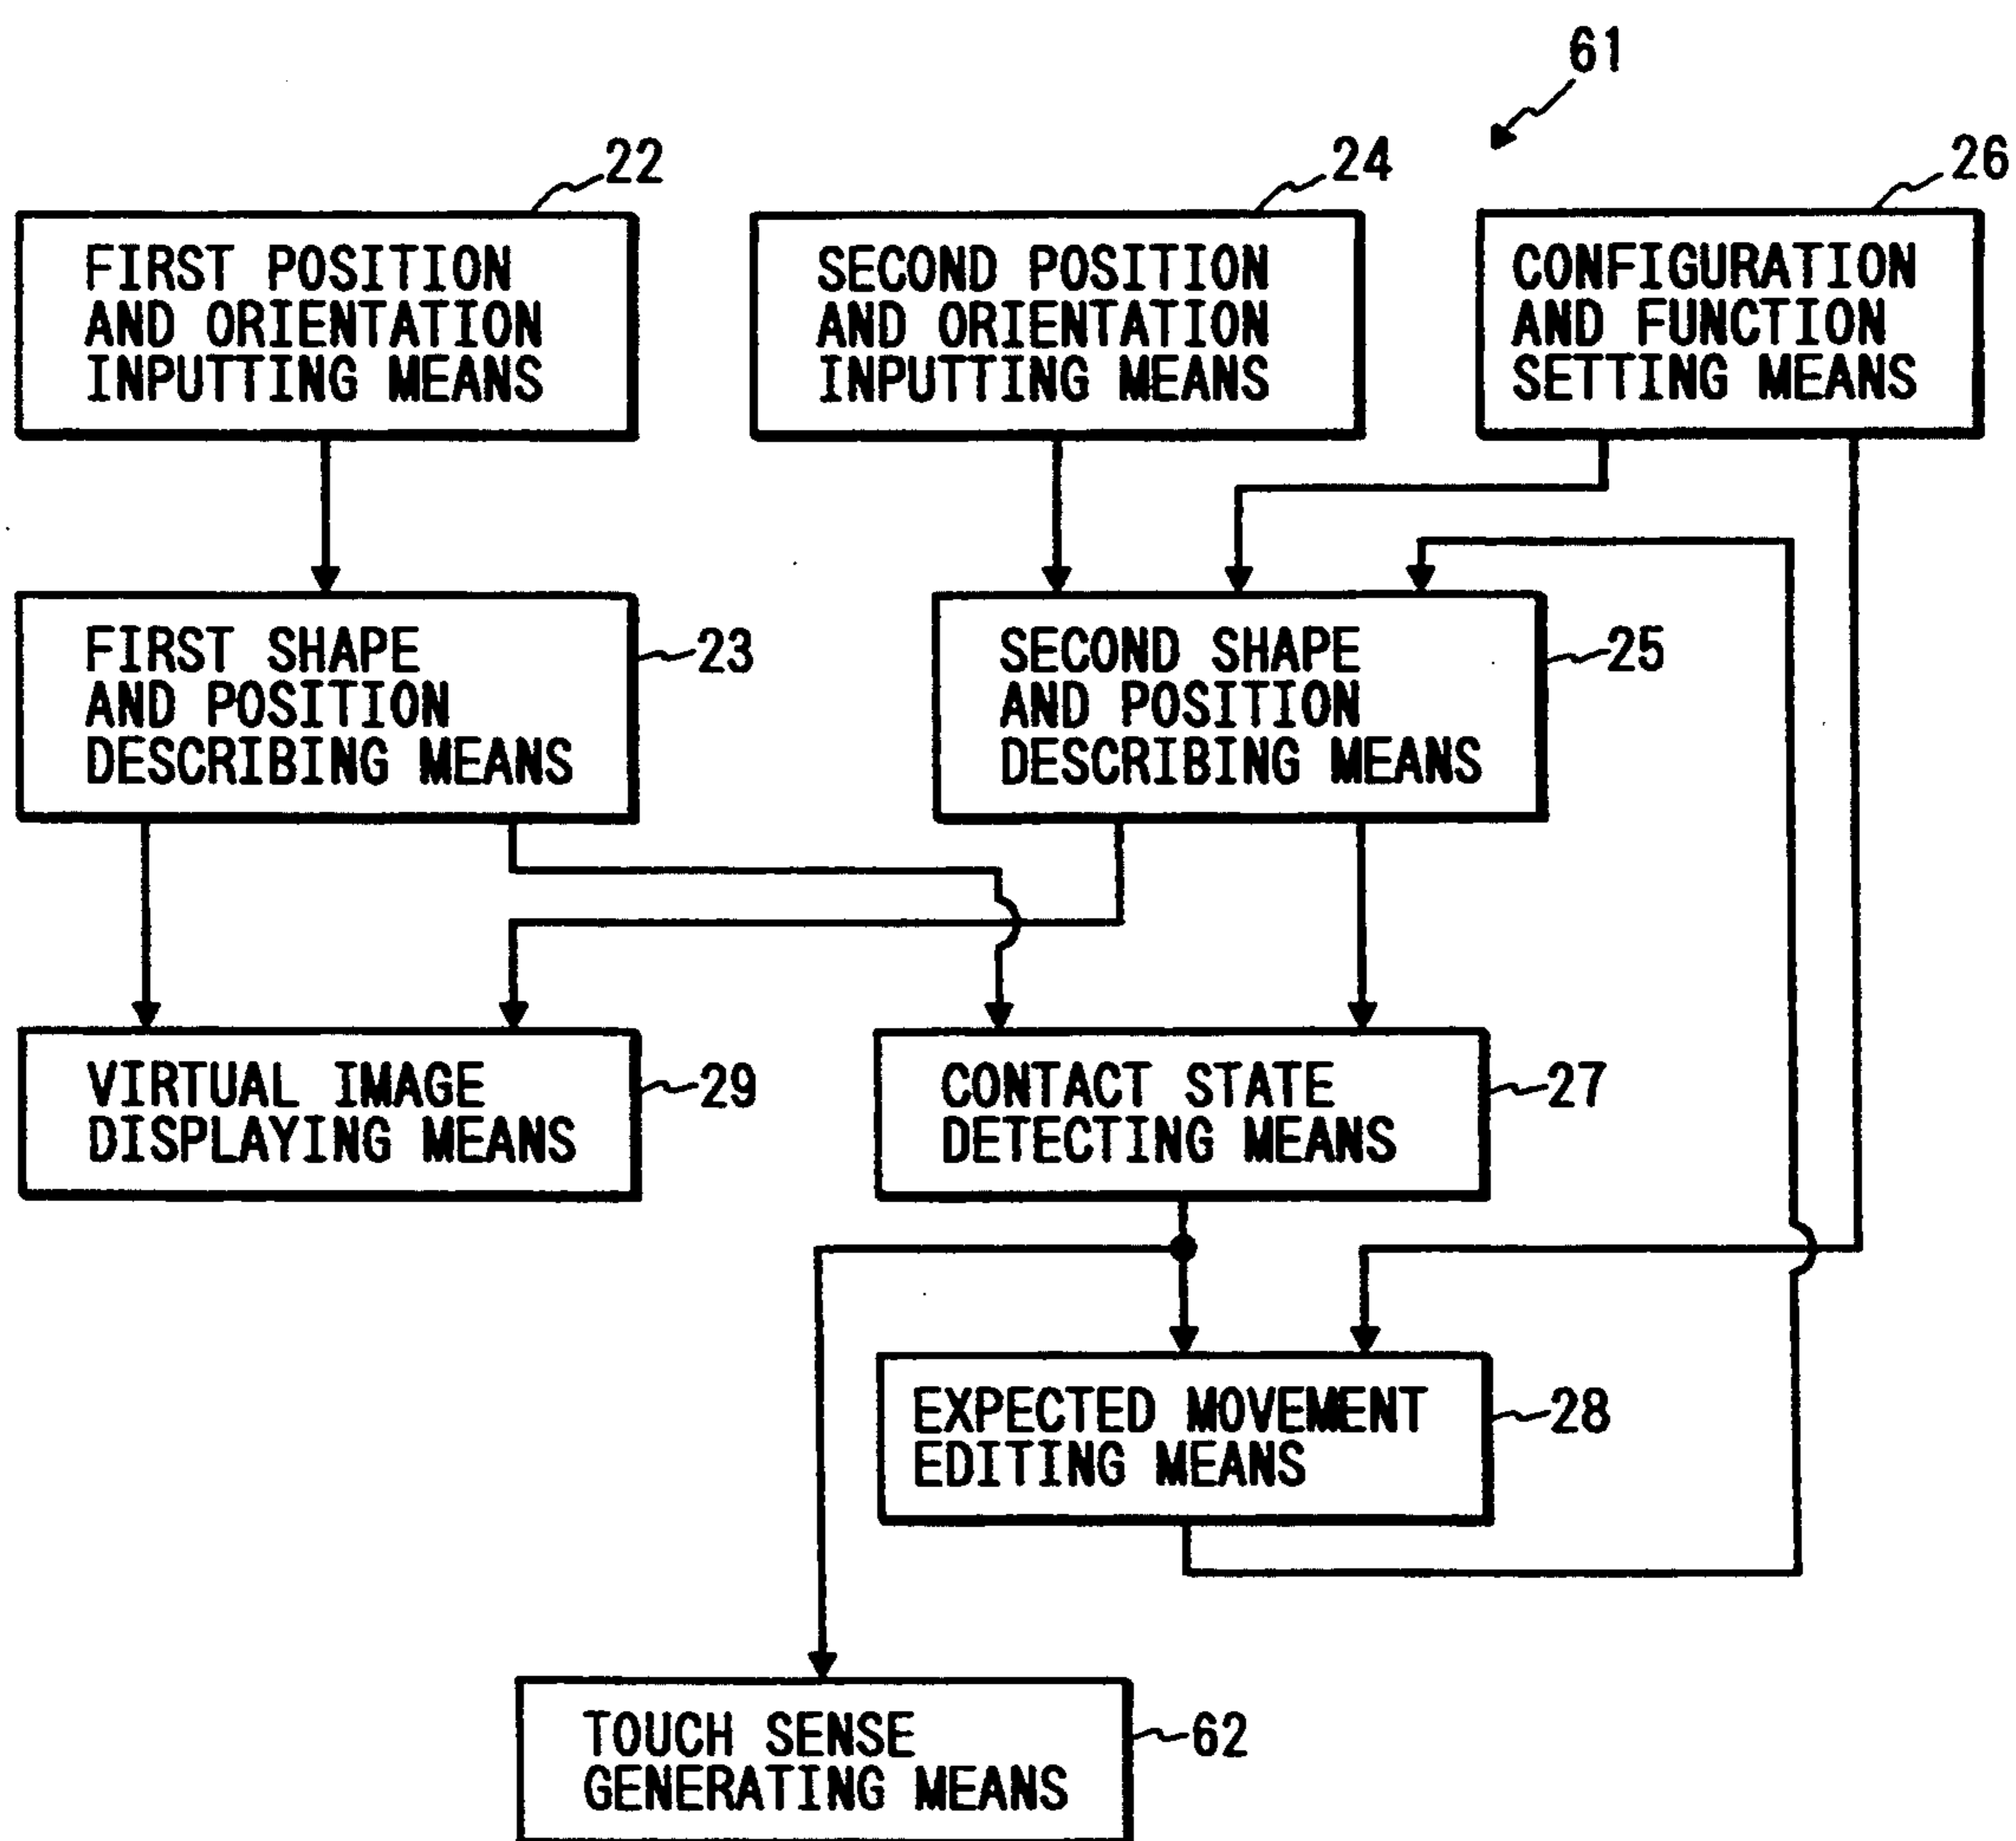 61
22
24
26
FIRST POSITION
AND ORIENTATION
INPUTTING MEANS
SECOND POSITION
AND ORIENTATION
INPUTTING MEANS
CONFIGURATION
AND FUNCTION
SETTING MEANS
FIRST SHAPE
AND POSITION
DESCRIBING MEANS
23
SECOND SHAPE
AND POSITION
DESCRIBING MEANS
25
VIRTUAL IMAGE
DISPLAYING MEANS
29
CONTACT STATE
DETECTING MEANS
27
EXPECTED MOVEMENT
EDITING MEANS
28
TOUCH SENSE
GENERATING MEANS
62